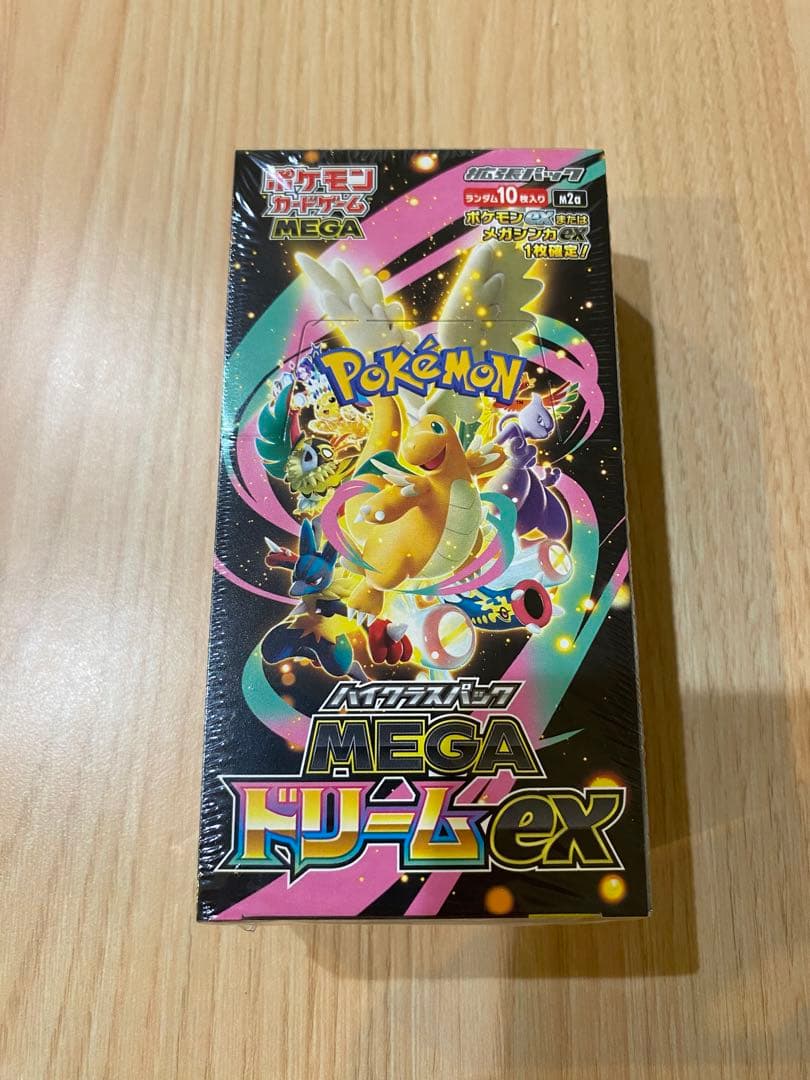 ポケモン
カードゲーム
MEGA
拡張パック
ランダム10枚入り
M2a
ポケモンexまたは
メガシンカex
1枚確定!
POKéMON
ハイクラスパック
MEGA
ドリームex